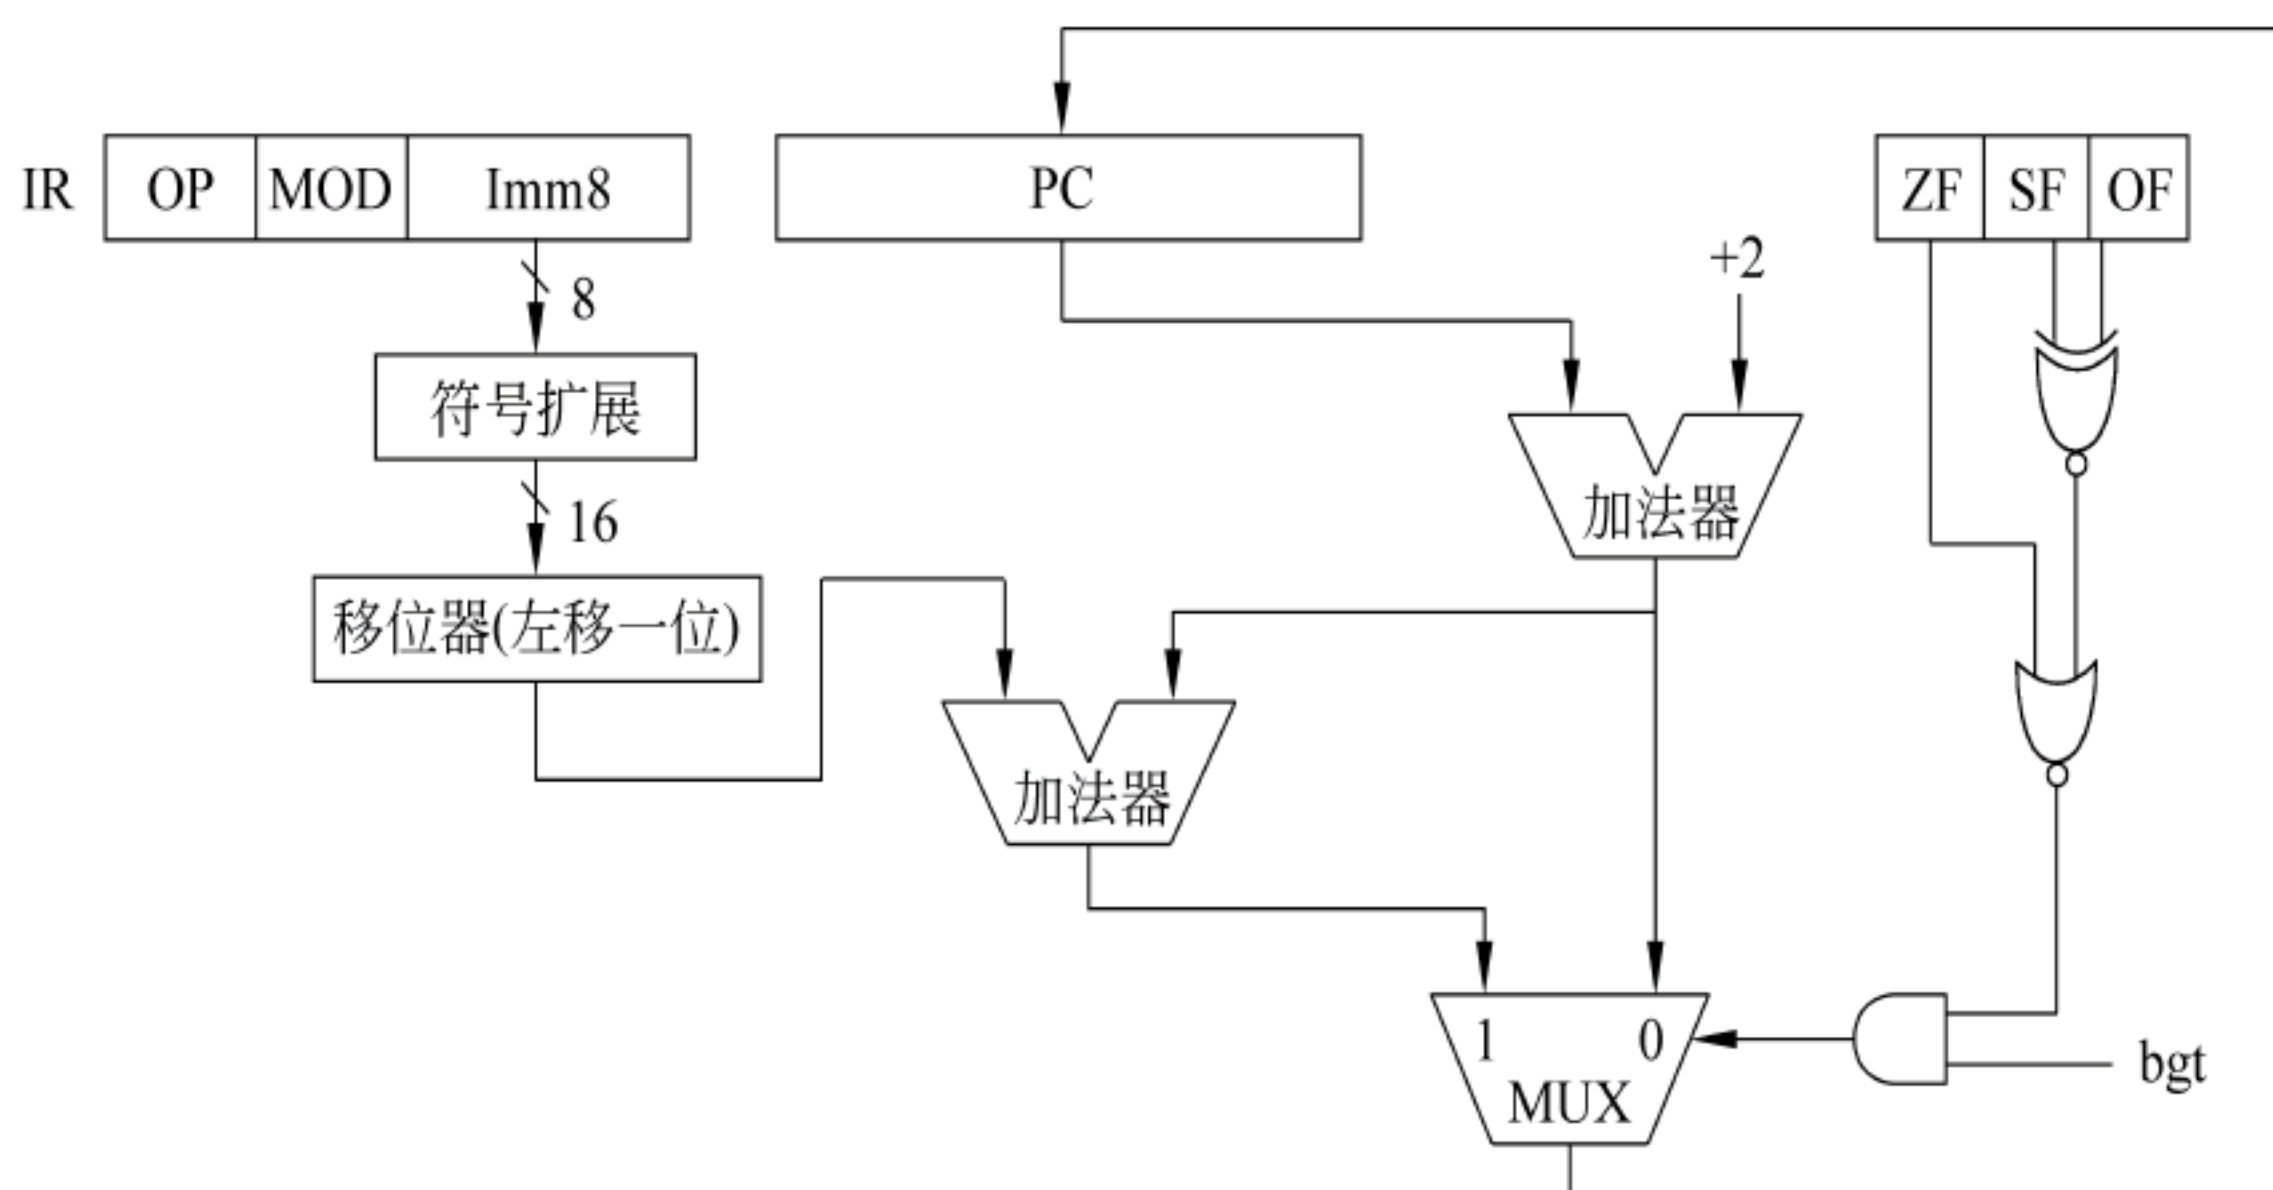 IR OP MOD Imm8
PC
ZF SF OF
+2
8
符号扩展
16
加法器
移位器(左移一位)
加法器
1 0
MUX
bgt